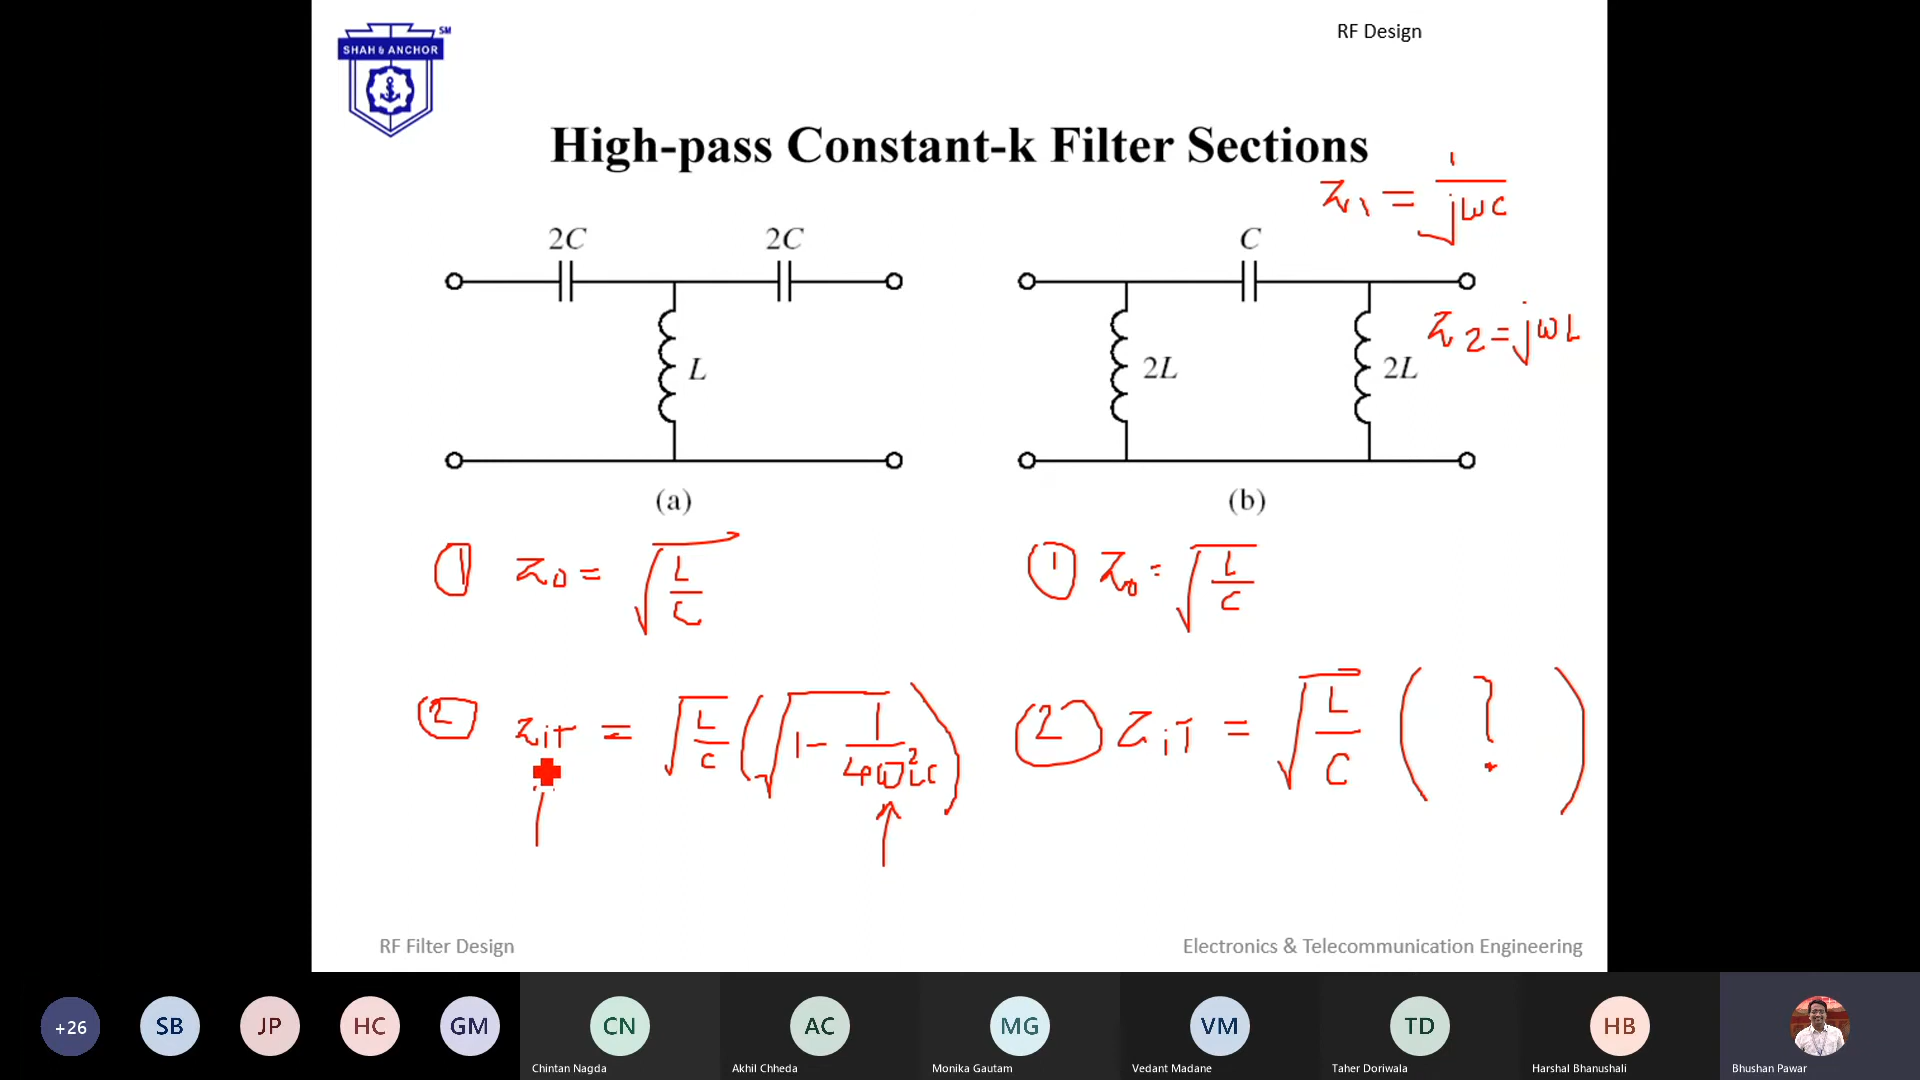 RF Design
SHAH & ANCHOR SM
High-pass Constant-k Filter Sections
Z1 = 1/jωC
2C 2C
C
Z2 = jωL
L
2L 2L
(a) (b)
① Z0 = √(L/C)
① Z0 = √(L/C)
② ZiT = √(L/C) (√(1 - 1/4ω²LC))
② Ziπ = √(L/C) ( ? )
RF Filter Design
Electronics & Telecommunication Engineering
+26 SB JP HC GM CN AC MG VM TD HB
Chintan Nagda Akhil Chheda Monika Gautam Vedant Madane Taher Doriwala Harshal Bhanushali Bhushan Pawar